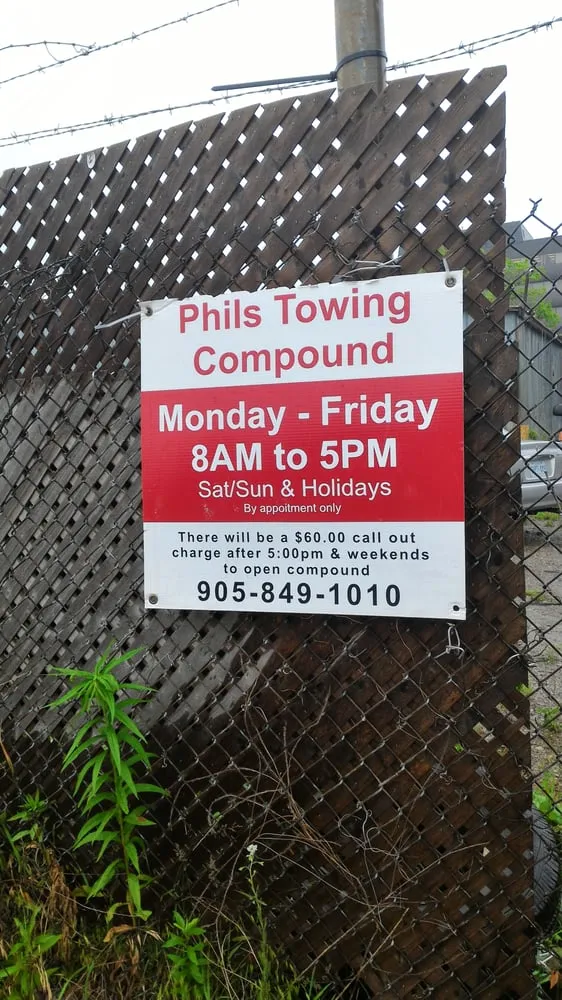 Phils Towing
Compound
Monday - Friday
8AM to 5PM
Sat/Sun & Holidays
By appoitment only
There will be a $60.00 call out
charge after 5:00pm & weekends
to open compound
905-849-1010